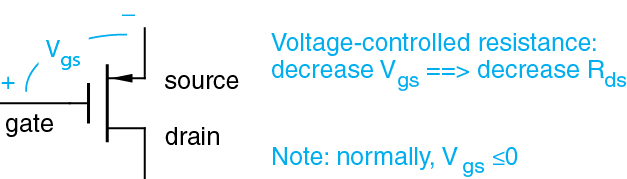 −
Vgs
+
source
gate
drain
Voltage-controlled resistance:
decrease Vgs ==> decrease Rds
Note: normally, Vgs ≤0